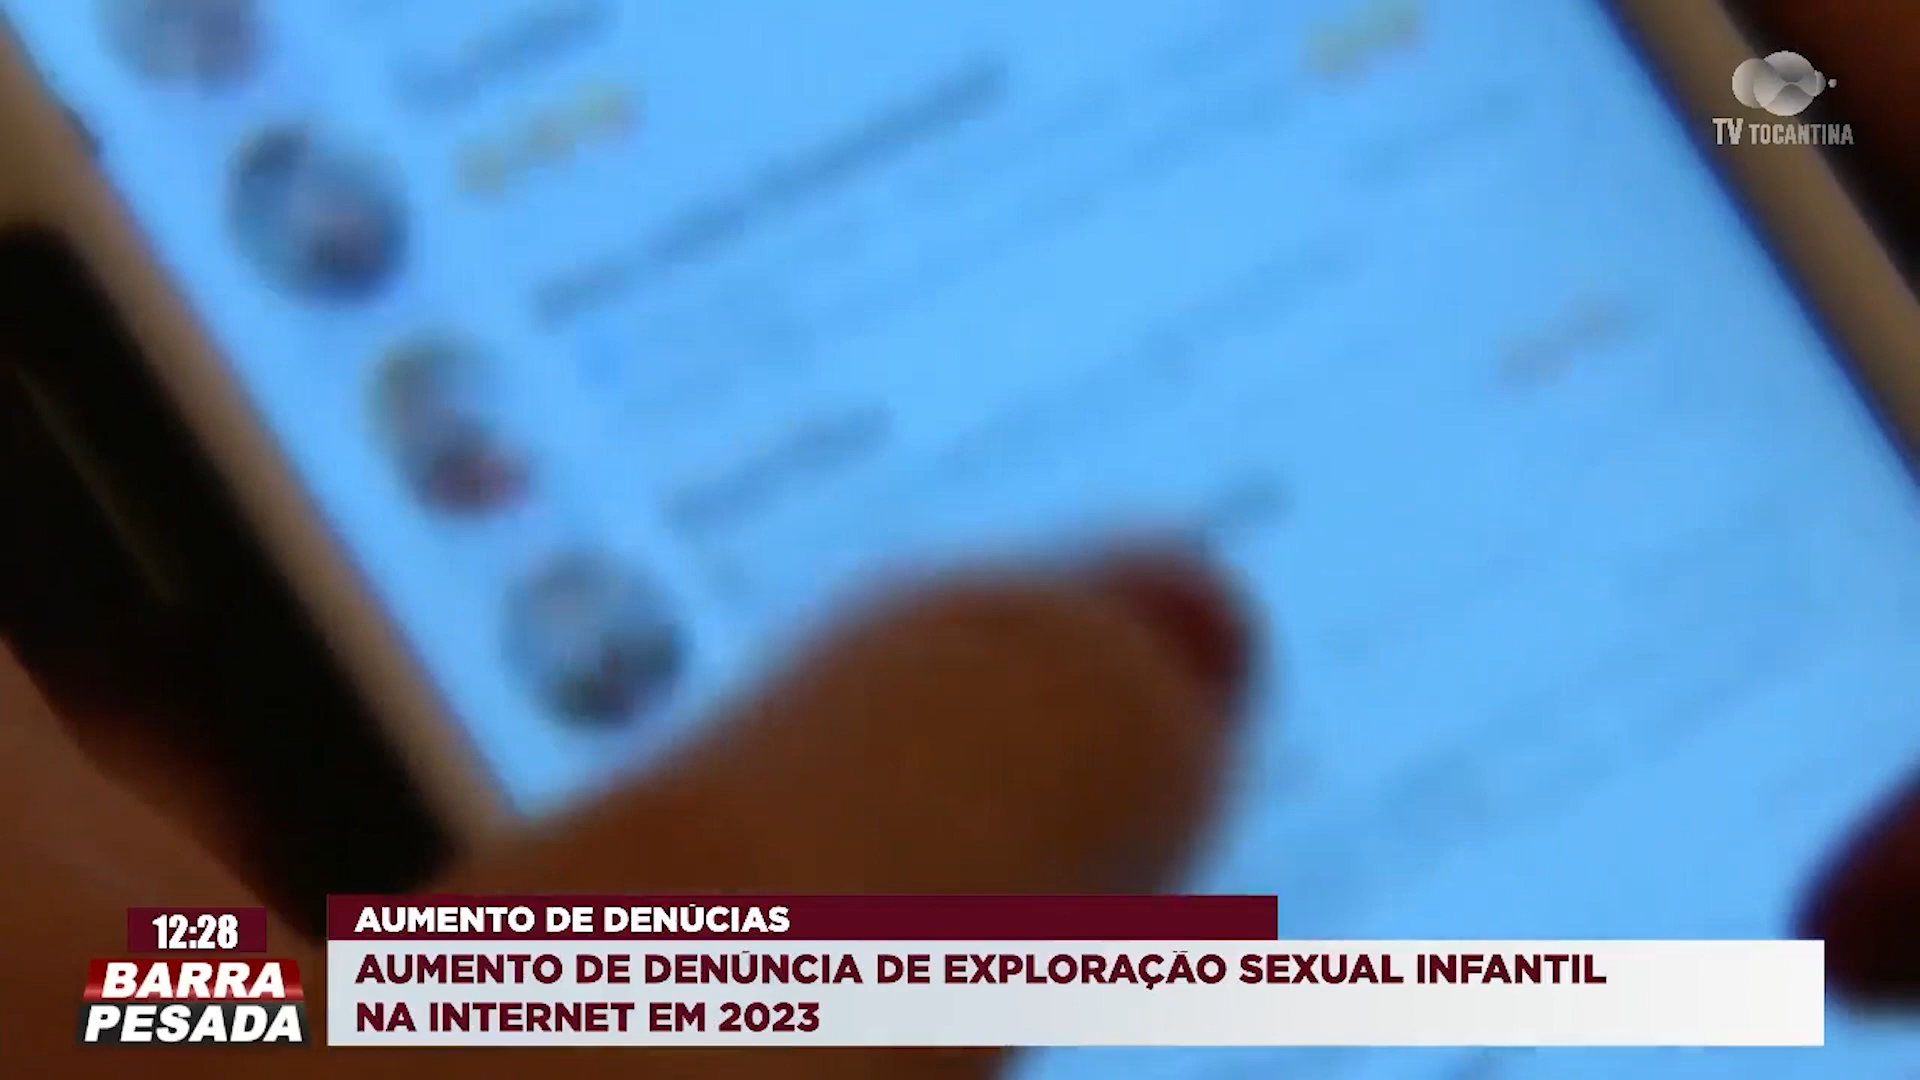 TV TOCANTINA
12:28
BARRA
PESADA
AUMENTO DE DENÚCIAS
AUMENTO DE DENÚNCIA DE EXPLORAÇÃO SEXUAL INFANTIL
NA INTERNET EM 2023